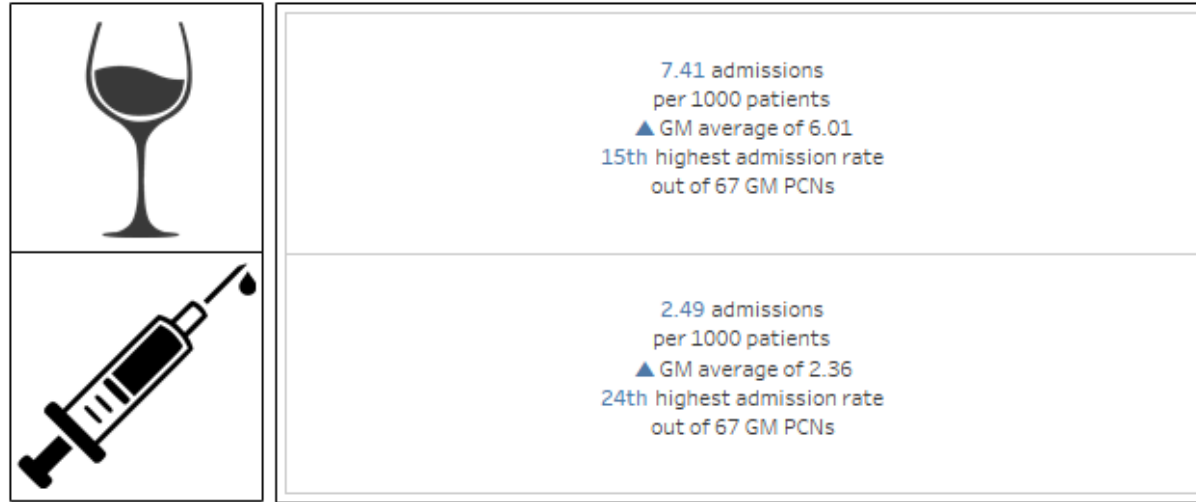 7.41 admissions
per 1000 patients
▲ GM average of 6.01
15th highest admission rate
out of 67 GM PCNs
2.49 admissions
per 1000 patients
▲ GM average of 2.36
24th highest admission rate
out of 67 GM PCNs